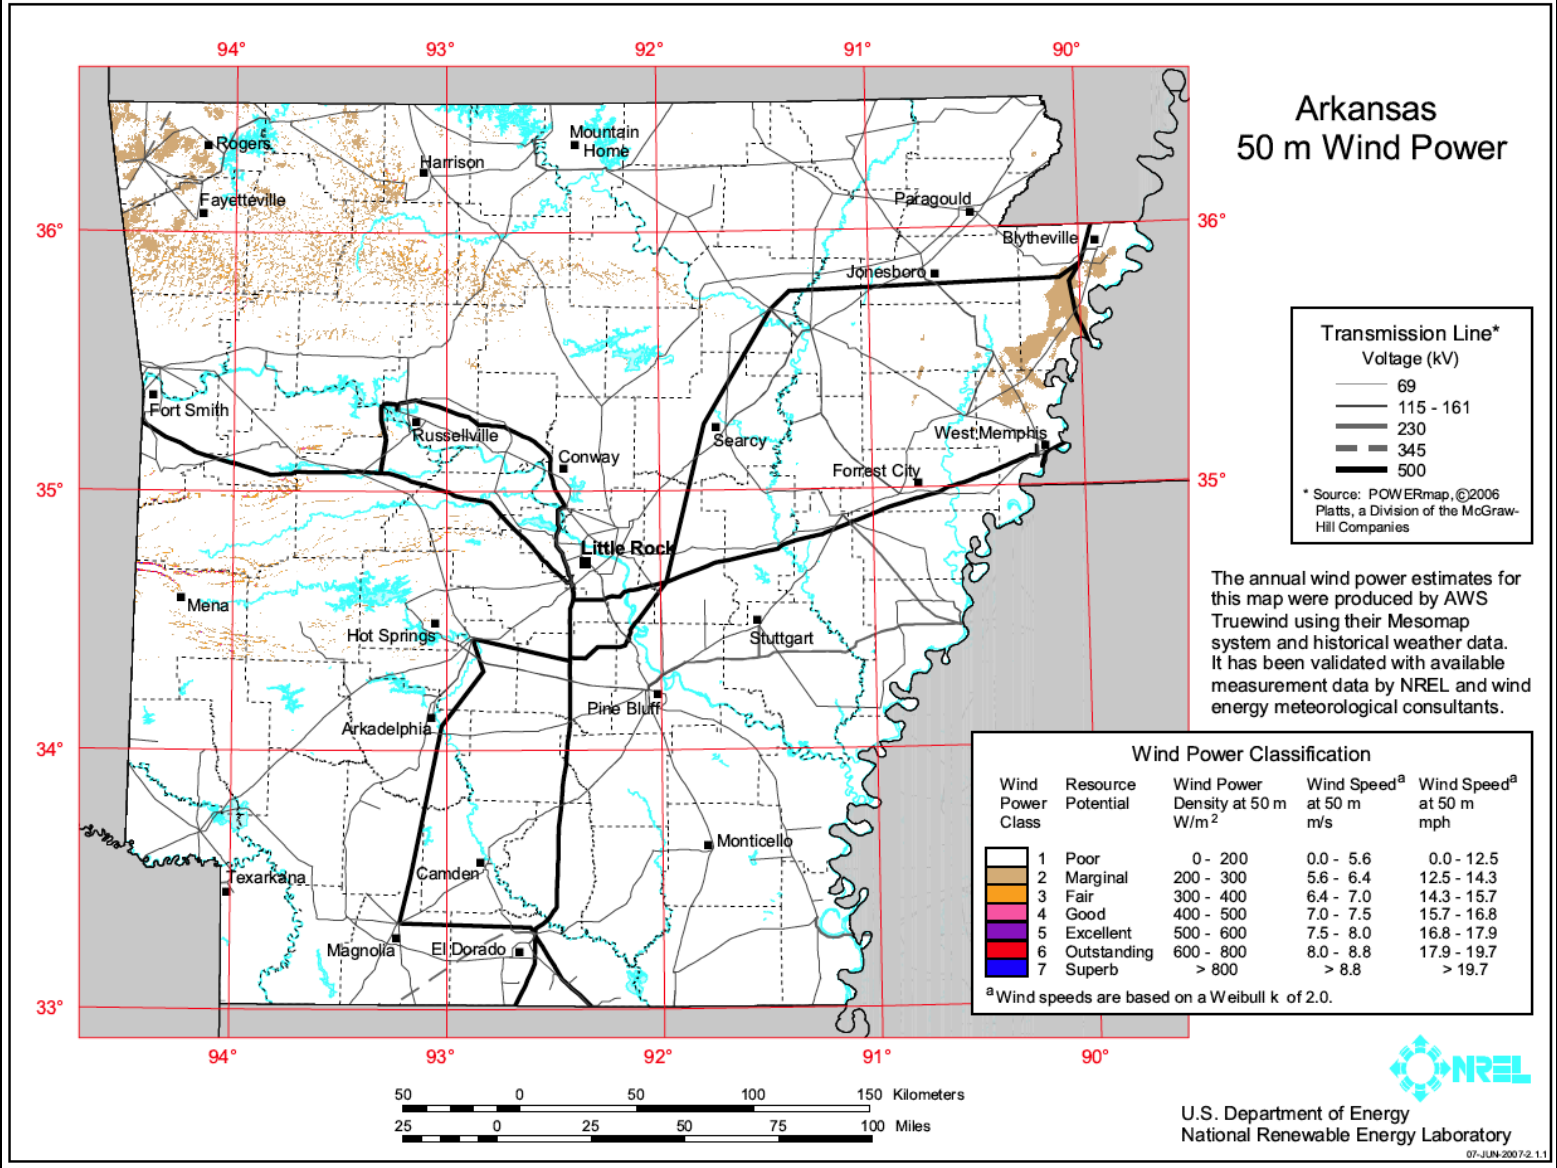 Arkansas
50 m Wind Power
94° 93° 92° 91° 90°
36° 36°
35° 35°
34°
33°
94° 93° 92° 91° 90°
Rogers
Mountain
Home
Harrison
Fayetteville
Paragould
Blytheville
Jonesboro
Fort Smith
Russellville
Searcy
West Memphis
Conway
Forrest City
Little Rock
Mena
Hot Springs
Stuttgart
Pine Bluff
Arkadelphia
Monticello
Camden
Texarkana
Magnolia
El Dorado
Transmission Line*
Voltage (kV)
69
115 - 161
230
345
500
* Source: POWERmap, ©2006
Platts, a Division of the McGraw-
Hill Companies
The annual wind power estimates for
this map were produced by AWS
Truewind using their Mesomap
system and historical weather data.
It has been validated with available
measurement data by NREL and wind
energy meteorological consultants.
Wind Power Classification
Wind Resource Wind Power Wind Speedᵃ Wind Speedᵃ
Power Potential Density at 50 m at 50 m at 50 m
Class W/m² m/s mph
1 Poor 0 - 200 0.0 - 5.6 0.0 - 12.5
2 Marginal 200 - 300 5.6 - 6.4 12.5 - 14.3
3 Fair 300 - 400 6.4 - 7.0 14.3 - 15.7
4 Good 400 - 500 7.0 - 7.5 15.7 - 16.8
5 Excellent 500 - 600 7.5 - 8.0 16.8 - 17.9
6 Outstanding 600 - 800 8.0 - 8.8 17.9 - 19.7
7 Superb > 800 > 8.8 > 19.7
ᵃ Wind speeds are based on a Weibull k of 2.0.
50 0 50 100 150 Kilometers
25 0 25 50 75 100 Miles
NREL
U.S. Department of Energy
National Renewable Energy Laboratory
07-JUN-2007-2.1.1